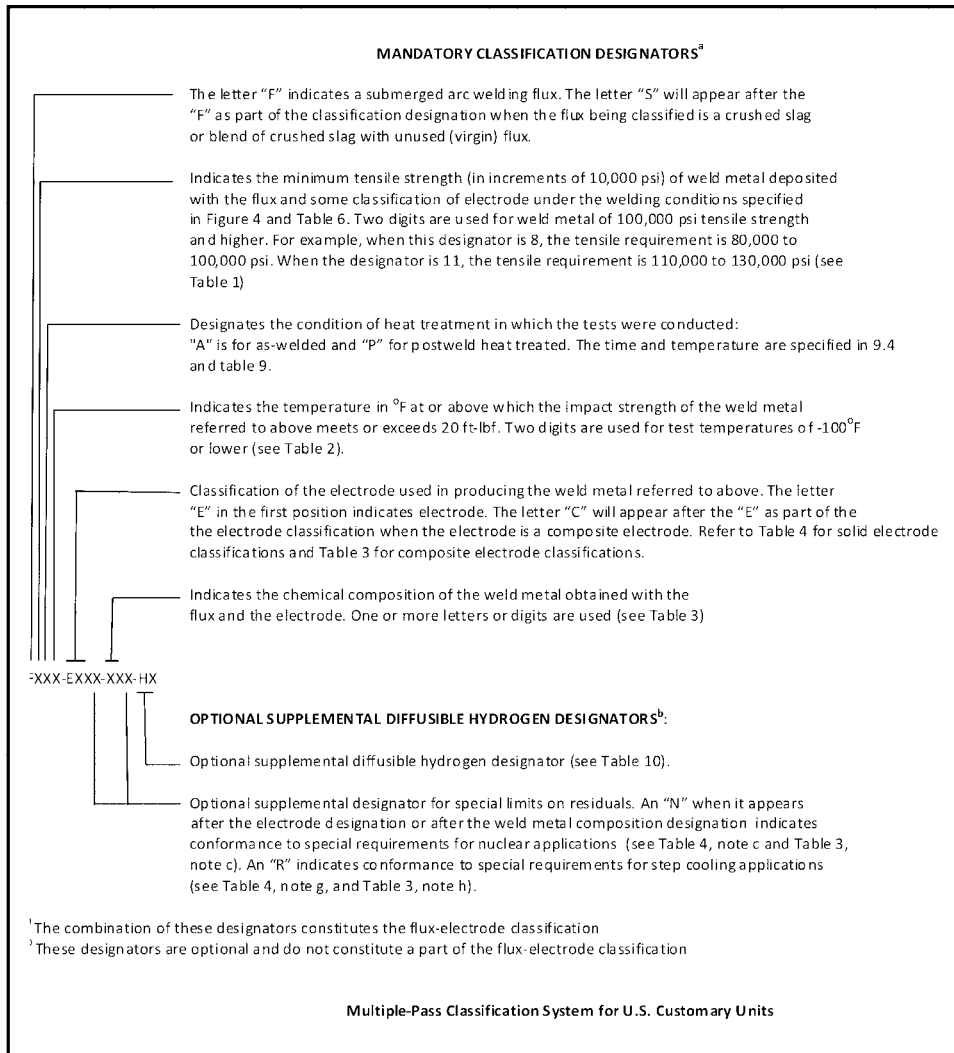 MANDATORY CLASSIFICATION DESIGNATORSa
The letter “F” indicates a submerged arc welding flux. The letter “S” will appear after the
“F” as part of the classification designation when the flux being classified is a crushed slag
or blend of crushed slag with unused (virgin) flux.
Indicates the minimum tensile strength (in increments of 10,000 psi) of weld metal deposited
with the flux and some classification of electrode under the welding conditions specified
in Figure 4 and Table 6. Two digits are used for weld metal of 100,000 psi tensile strength
and higher. For example, when this designator is 8, the tensile requirement is 80,000 to
100,000 psi. When the designator is 11, the tensile requirement is 110,000 to 130,000 psi (see
Table 1)
Designates the condition of heat treatment in which the tests were conducted:
"A" is for as-welded and “P” for postweld heat treated. The time and temperature are specified in 9.4
and table 9.
Indicates the temperature in oF at or above which the impact strength of the weld metal
referred to above meets or exceeds 20 ft-lbf. Two digits are used for test temperatures of -100oF
or lower (see Table 2).
Classification of the electrode used in producing the weld metal referred to above. The letter
“E” in the first position indicates electrode. The letter “C” will appear after the “E” as part of the
the electrode classification when the electrode is a composite electrode. Refer to Table 4 for solid electrode
classifications and Table 3 for composite electrode classifications.
Indicates the chemical composition of the weld metal obtained with the
flux and the electrode. One or more letters or digits are used (see Table 3)
FXXX-EXXX-XXX-HX
OPTIONAL SUPPLEMENTAL DIFFUSIBLE HYDROGEN DESIGNATORSb:
Optional supplemental diffusible hydrogen designator (see Table 10).
Optional supplemental designator for special limits on residuals. An “N” when it appears
after the electrode designation or after the weld metal composition designation indicates
conformance to special requirements for nuclear applications (see Table 4, note c and Table 3,
note c). An “R” indicates conformance to special requirements for step cooling applications
(see Table 4, note g, and Table 3, note h).
a The combination of these designators constitutes the flux-electrode classification
b These designators are optional and do not constitute a part of the flux-electrode classification
Multiple-Pass Classification System for U.S. Customary Units